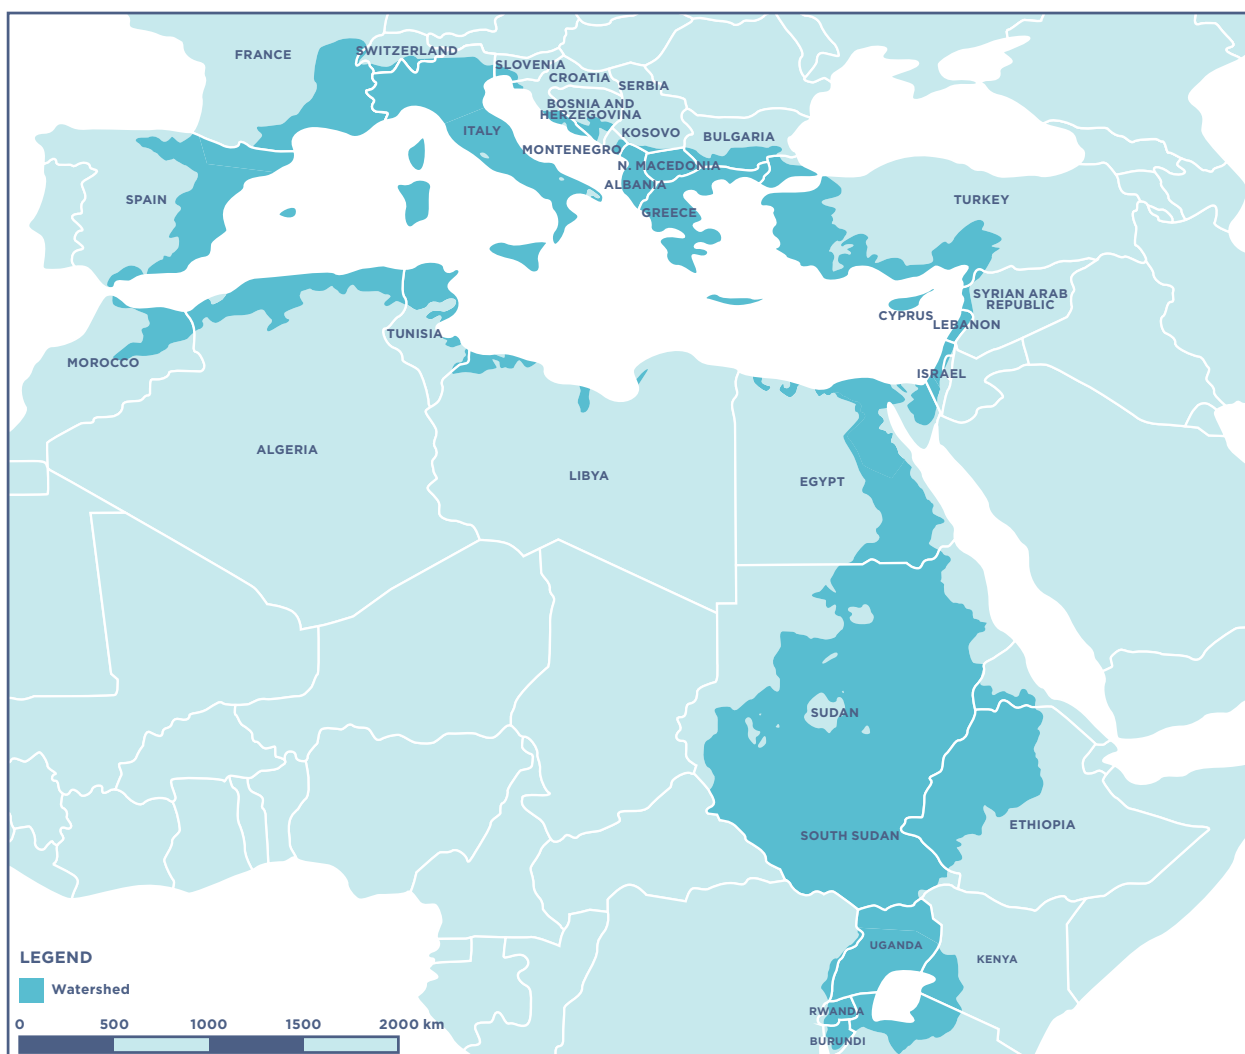 FRANCE
SWITZERLAND
SLOVENIA
CROATIA
SERBIA
BOSNIA AND
HERZEGOVINA
ITALY
KOSOVO
BULGARIA
MONTENEGRO
N. MACEDONIA
ALBANIA
SPAIN
GREECE
TURKEY
SYRIAN ARAB
REPUBLIC
CYPRUS
LEBANON
TUNISIA
MOROCCO
ISRAEL
ALGERIA
LIBYA
EGYPT
SUDAN
SOUTH SUDAN
ETHIOPIA
UGANDA
KENYA
RWANDA
BURUNDI
LEGEND
Watershed
0 500 1000 1500 2000 km